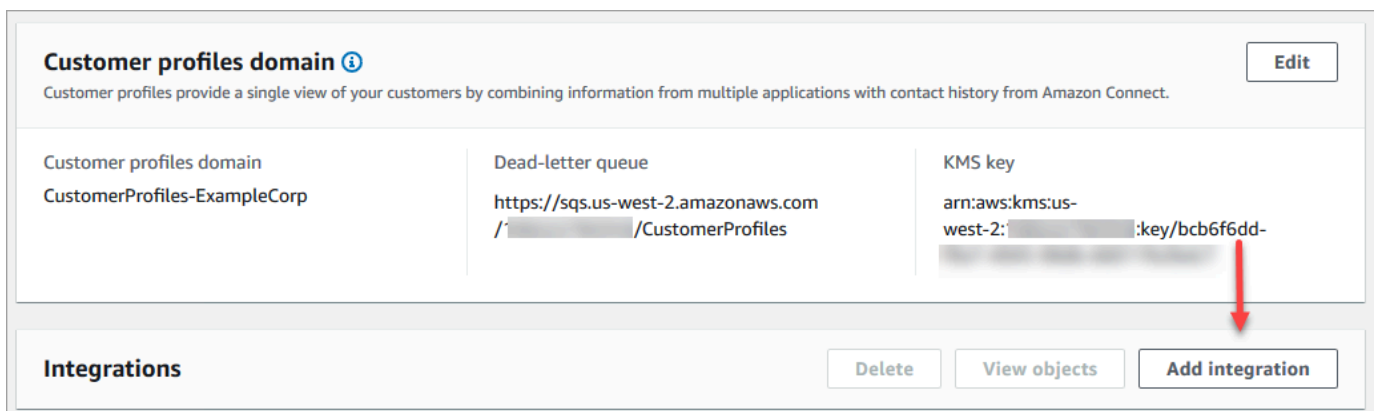 Customer profiles domain
Edit
Customer profiles provide a single view of your customers by combining information from multiple applications with contact history from Amazon Connect.
Customer profiles domain
CustomerProfiles-ExampleCorp
Dead-letter queue
https://sqs.us-west-2.amazonaws.com
/ /CustomerProfiles
KMS key
arn:aws:kms:us-
west-2: :key/bcb6f6dd-
Integrations
Delete
View objects
Add integration